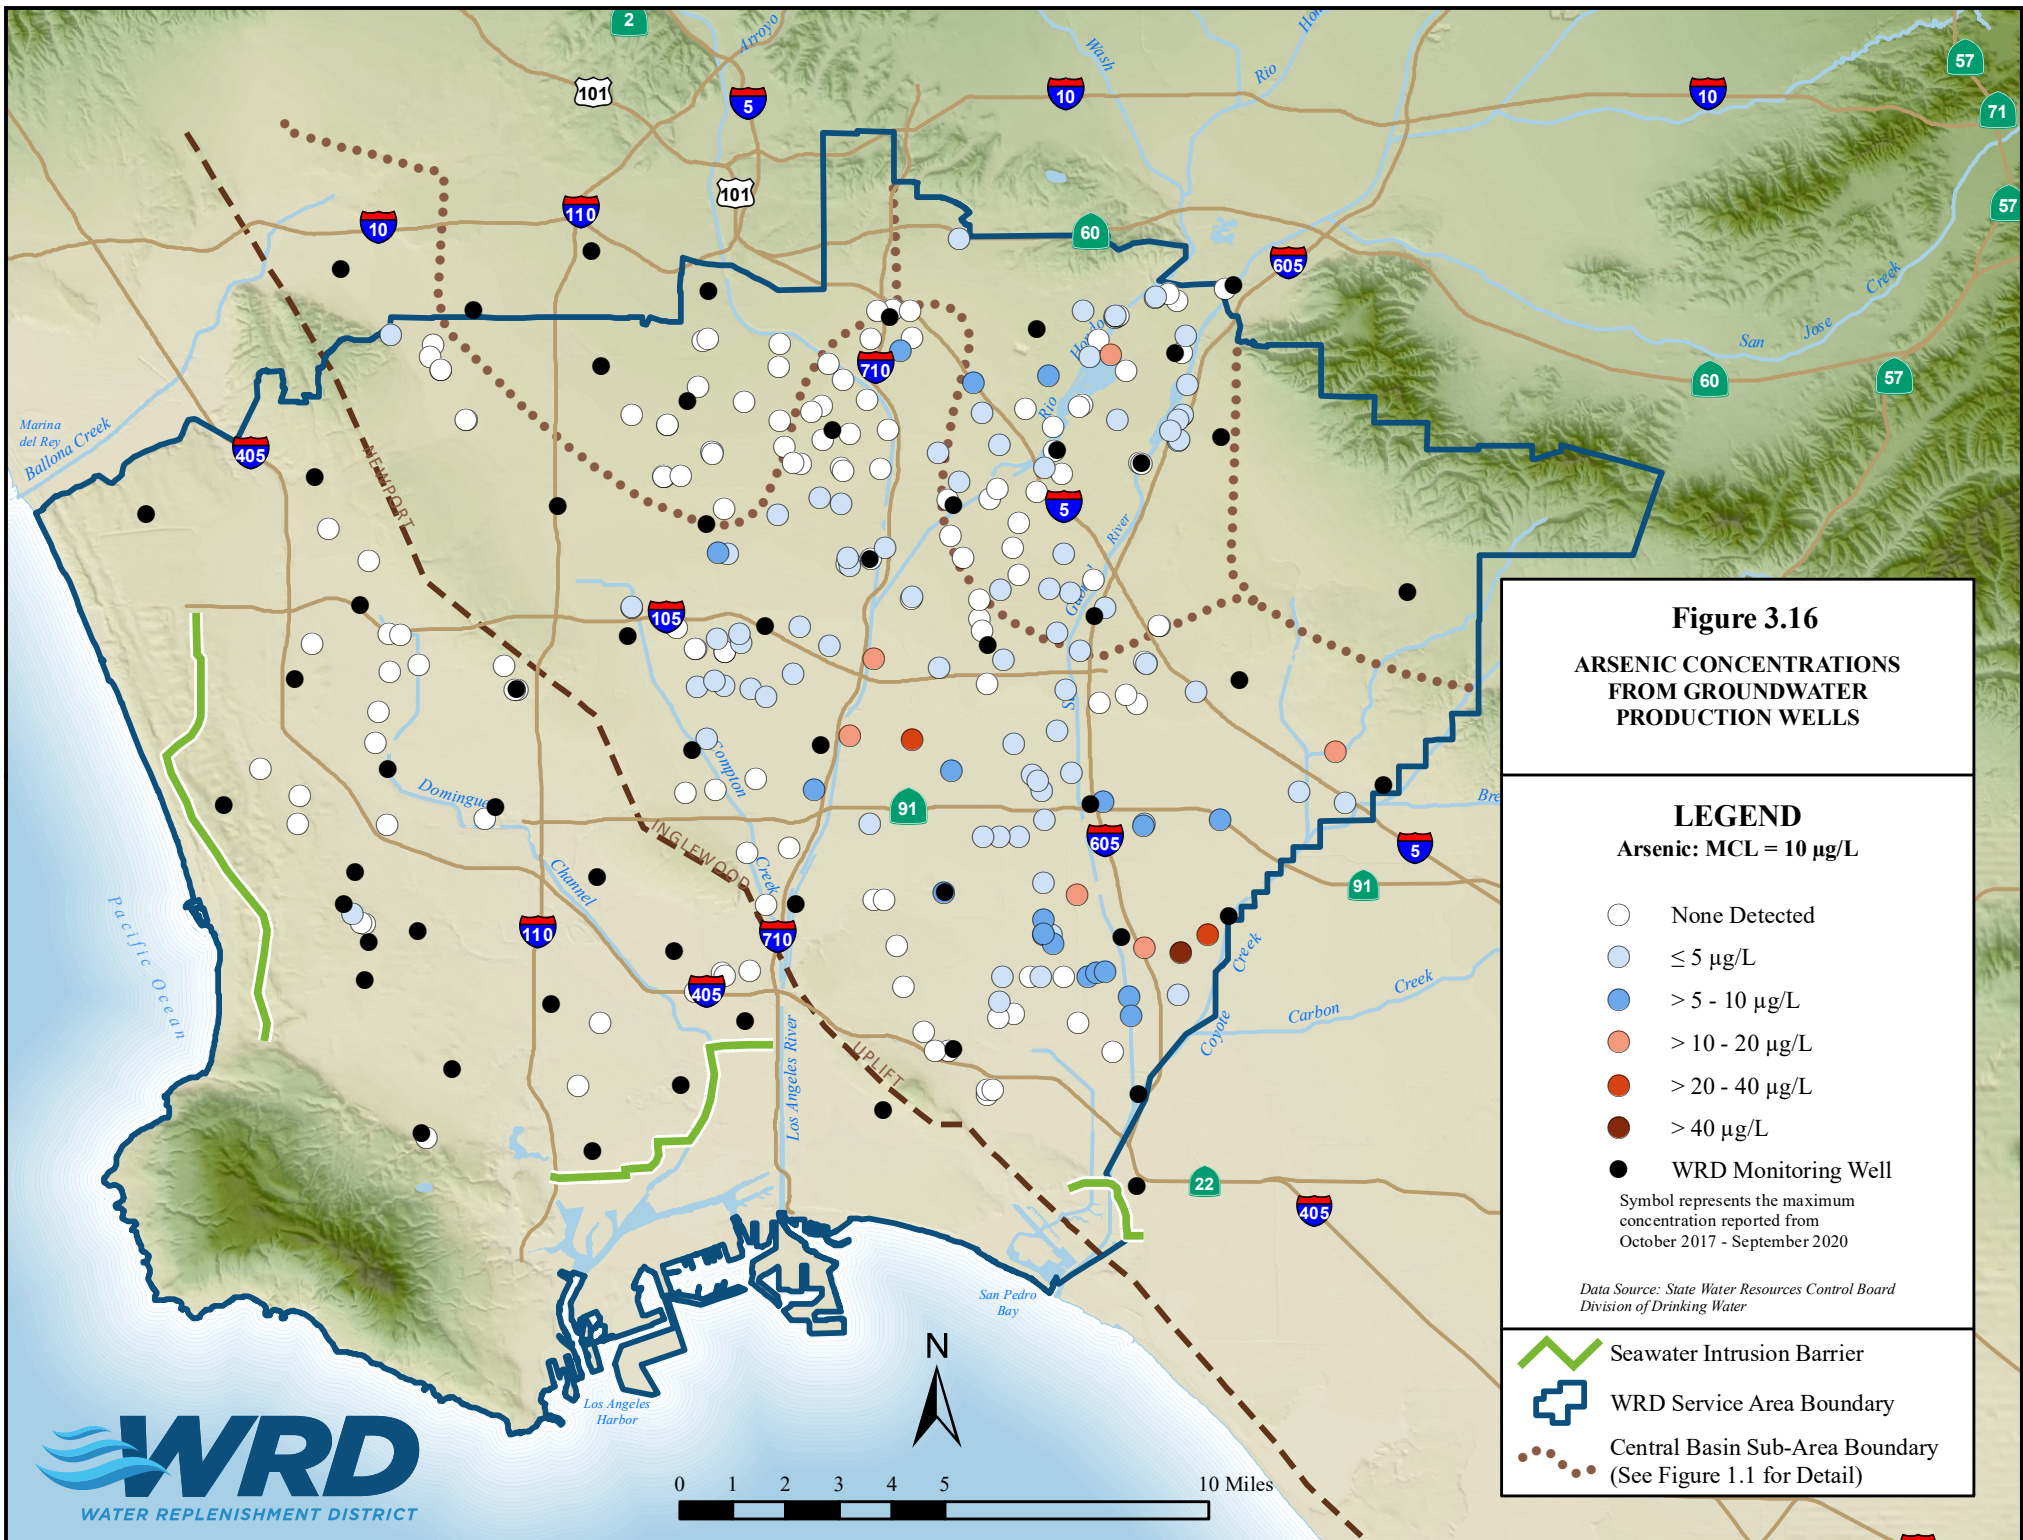 2
Arroyo
Wash
Rio
57
101
5
10
10
71
101
110
10
60
605
57
Creek
San
Jose
60
57
710
Rio
Marina
del Rey
Ballona Creek
405
NEWPORT
5
River
105
Figure 3.16
ARSENIC CONCENTRATIONS
FROM GROUNDWATER
PRODUCTION WELLS
Compton
Creek
91
605
5
91
INGLEWOOD
Channel
110
710
405
Pacific Ocean
Creek
Coyote
Carbon
Creek
UPLIFT
Los Angeles River
22
405
San Pedro
Bay
Los Angeles
Harbor
LEGEND
Arsenic: MCL = 10 µg/L
None Detected
≤ 5 µg/L
> 5 - 10 µg/L
> 10 - 20 µg/L
> 20 - 40 µg/L
> 40 µg/L
WRD Monitoring Well
Symbol represents the maximum
concentration reported from
October 2017 - September 2020
Data Source: State Water Resources Control Board
Division of Drinking Water
Seawater Intrusion Barrier
WRD Service Area Boundary
Central Basin Sub-Area Boundary
(See Figure 1.1 for Detail)
N
0 1 2 3 4 5 10 Miles
WRD
WATER REPLENISHMENT DISTRICT